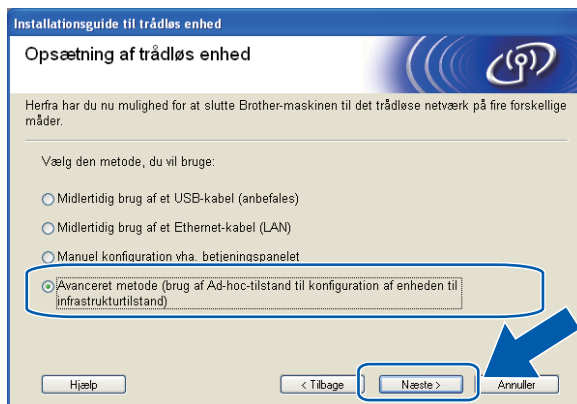 Installationsguide til trådløs enhed
Opsætning af trådløs enhed
Herfra har du nu mulighed for at slutte Brother-maskinen til det trådløse netværk på fire forskellige
måder.
Vælg den metode, du vil bruge:
Midlertidig brug af et USB-kabel (anbefales)
Midlertidig brug af et Ethernet-kabel (LAN)
Manuel konfiguration vha. betjeningspanelet
Avanceret metode (brug af Ad-hoc-tilstand til konfiguration af enheden til
infrastrukturtilstand)
Hjælp
< Tilbage
Næste >
Annuller